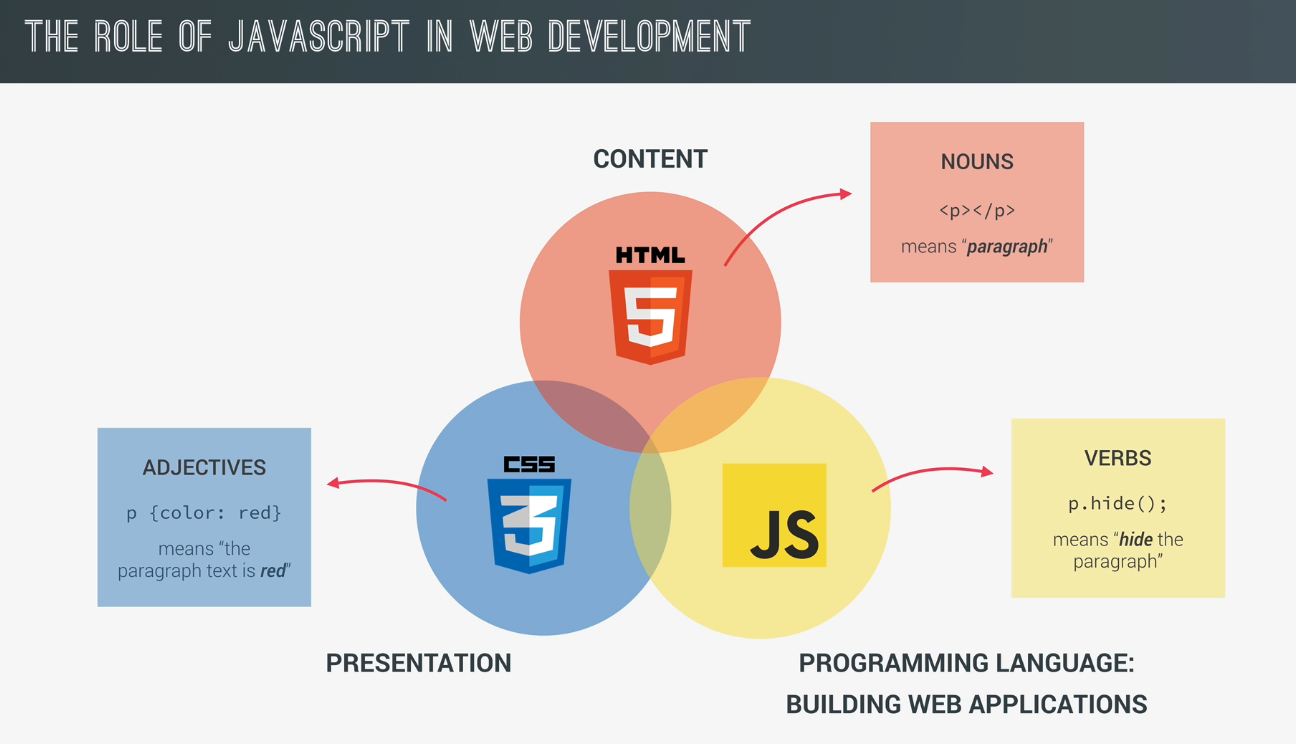 THE ROLE OF JAVASCRIPT IN WEB DEVELOPMENT
CONTENT
HTML
5
NOUNS
<p></p>
means “paragraph”
ADJECTIVES
p {color: red}
means “the
paragraph text is red”
CSS
3
JS
VERBS
p.hide();
means “hide the
paragraph”
PRESENTATION
PROGRAMMING LANGUAGE:
BUILDING WEB APPLICATIONS